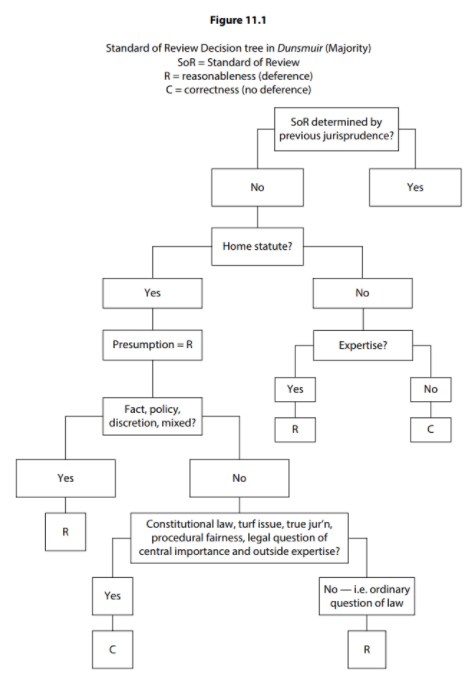 Figure 11.1
Standard of Review Decision tree in Dunsmuir (Majority)
SoR = Standard of Review
R = reasonableness (deference)
C = correctness (no deference)
SoR determined by
previous jurisprudence?
No
Yes
Home statute?
Yes
No
Presumption = R
Expertise?
Yes
No
R
C
Fact, policy,
discretion, mixed?
Yes
No
R
Constitutional law, turf issue, true jur'n,
procedural fairness, legal question of
central importance and outside expertise?
Yes
No — i.e. ordinary
question of law
C
R